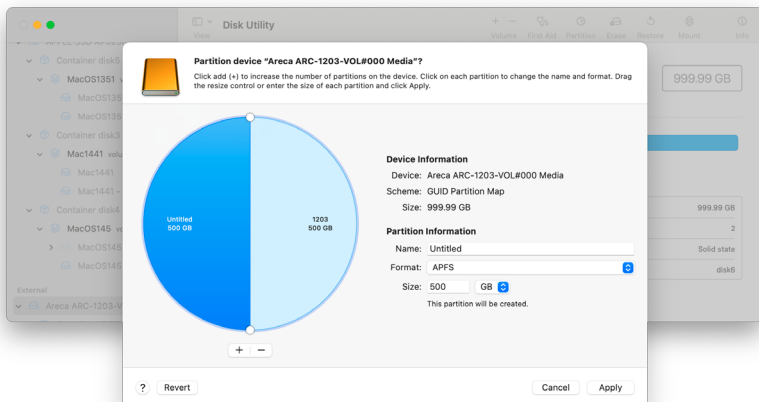 Disk Utility
View
Volume First Aid Partition Erase Restore Mount Info
Container disk5
MacOS1351
MacOS135
MacOS135
Container disk3
Mac1441 volu
Mac1441
Mac1441 -
Container disk4
MacOS145 vo
MacOS145
MacOS145
External
Areca ARC-1203-V
999.99 GB
999.99 GB
2
Solid state
disk6
Partition device “Areca ARC-1203-VOL#000 Media”?
Click add (+) to increase the number of partitions on the device. Click on each partition to change the name and format. Drag
the resize control or enter the size of each partition and click Apply.
Untitled
500 GB
1203
500 GB
Device Information
Device: Areca ARC-1203-VOL#000 Media
Scheme: GUID Partition Map
Size: 999.99 GB
Partition Information
Name: Untitled
Format: APFS
Size: 500 GB
This partition will be created.
+ −
? Revert Cancel Apply